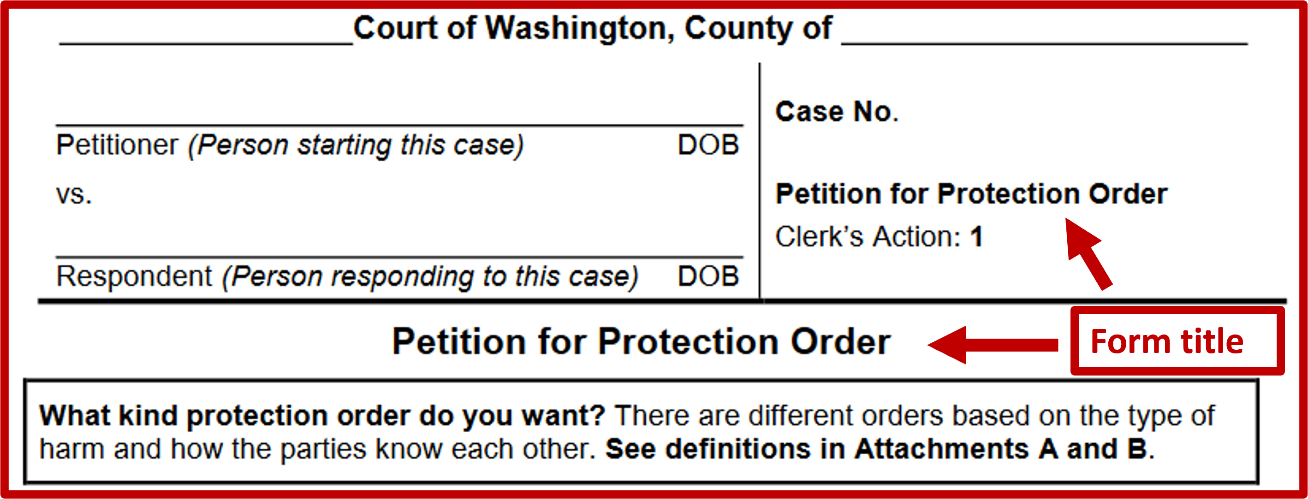 Court of Washington, County of
Petitioner (Person starting this case) DOB
vs.
Respondent (Person responding to this case) DOB
Case No.
Petition for Protection Order
Clerk’s Action: 1
Petition for Protection Order
Form title
What kind protection order do you want? There are different orders based on the type of
harm and how the parties know each other. See definitions in Attachments A and B.